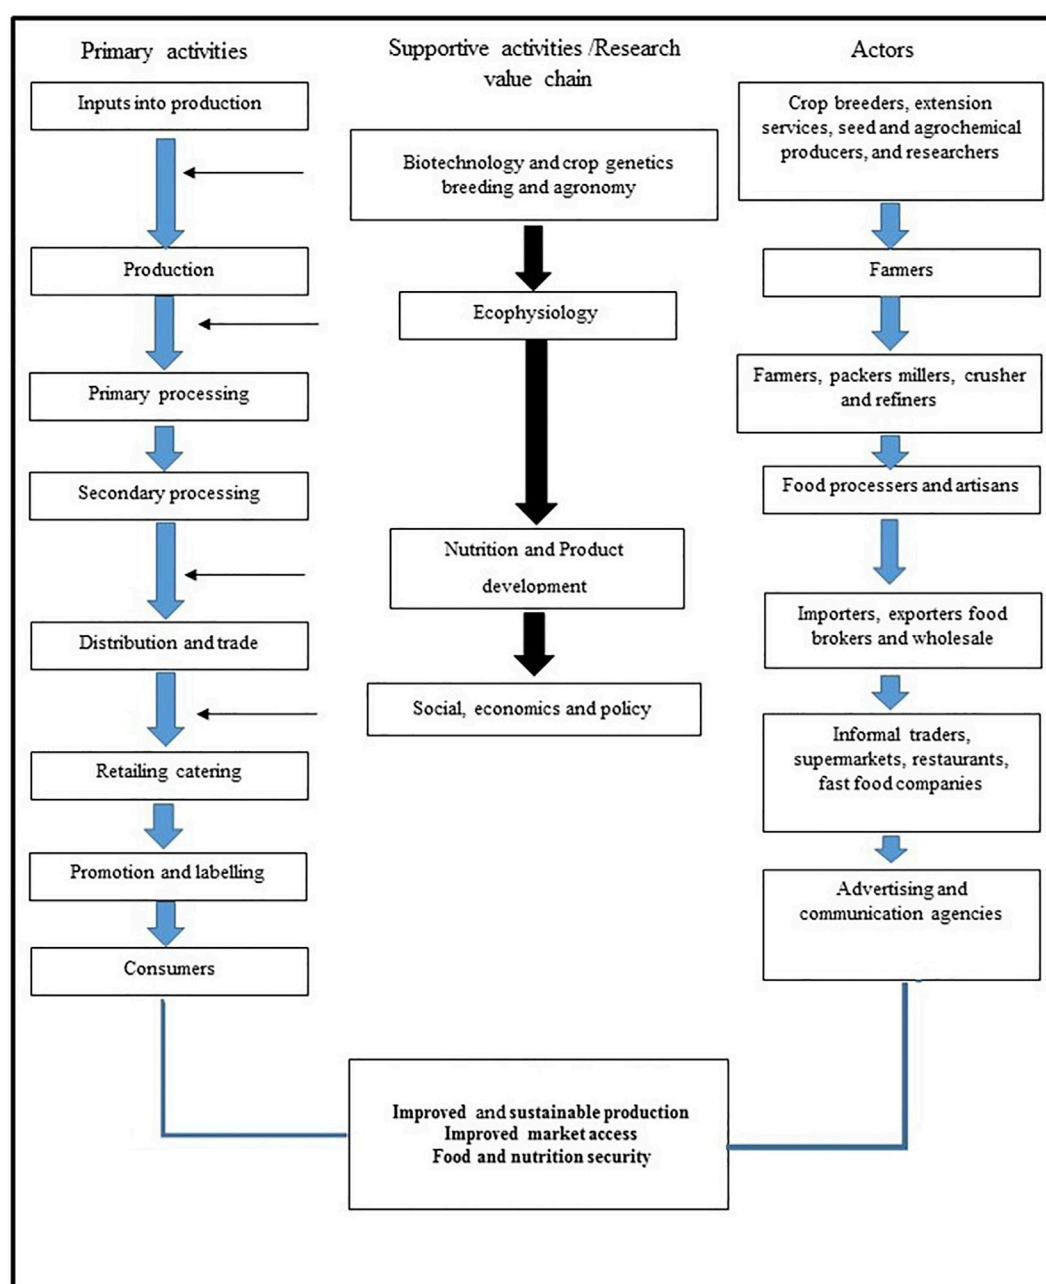 Primary activities
Inputs into production
Production
Primary processing
Secondary processing
Distribution and trade
Retailing catering
Promotion and labelling
Consumers
Supportive activities /Research
value chain
Biotechnology and crop genetics
breeding and agronomy
Ecophysiology
Nutrition and Product
development
Social, economics and policy
Actors
Crop breeders, extension
services, seed and agrochemical
producers, and researchers
Farmers
Farmers, packers millers, crusher
and refiners
Food processers and artisans
Importers, exporters food
brokers and wholesale
Informal traders,
supermarkets, restaurants,
fast food companies
Advertising and
communication agencies
Improved and sustainable production
Improved market access
Food and nutrition security